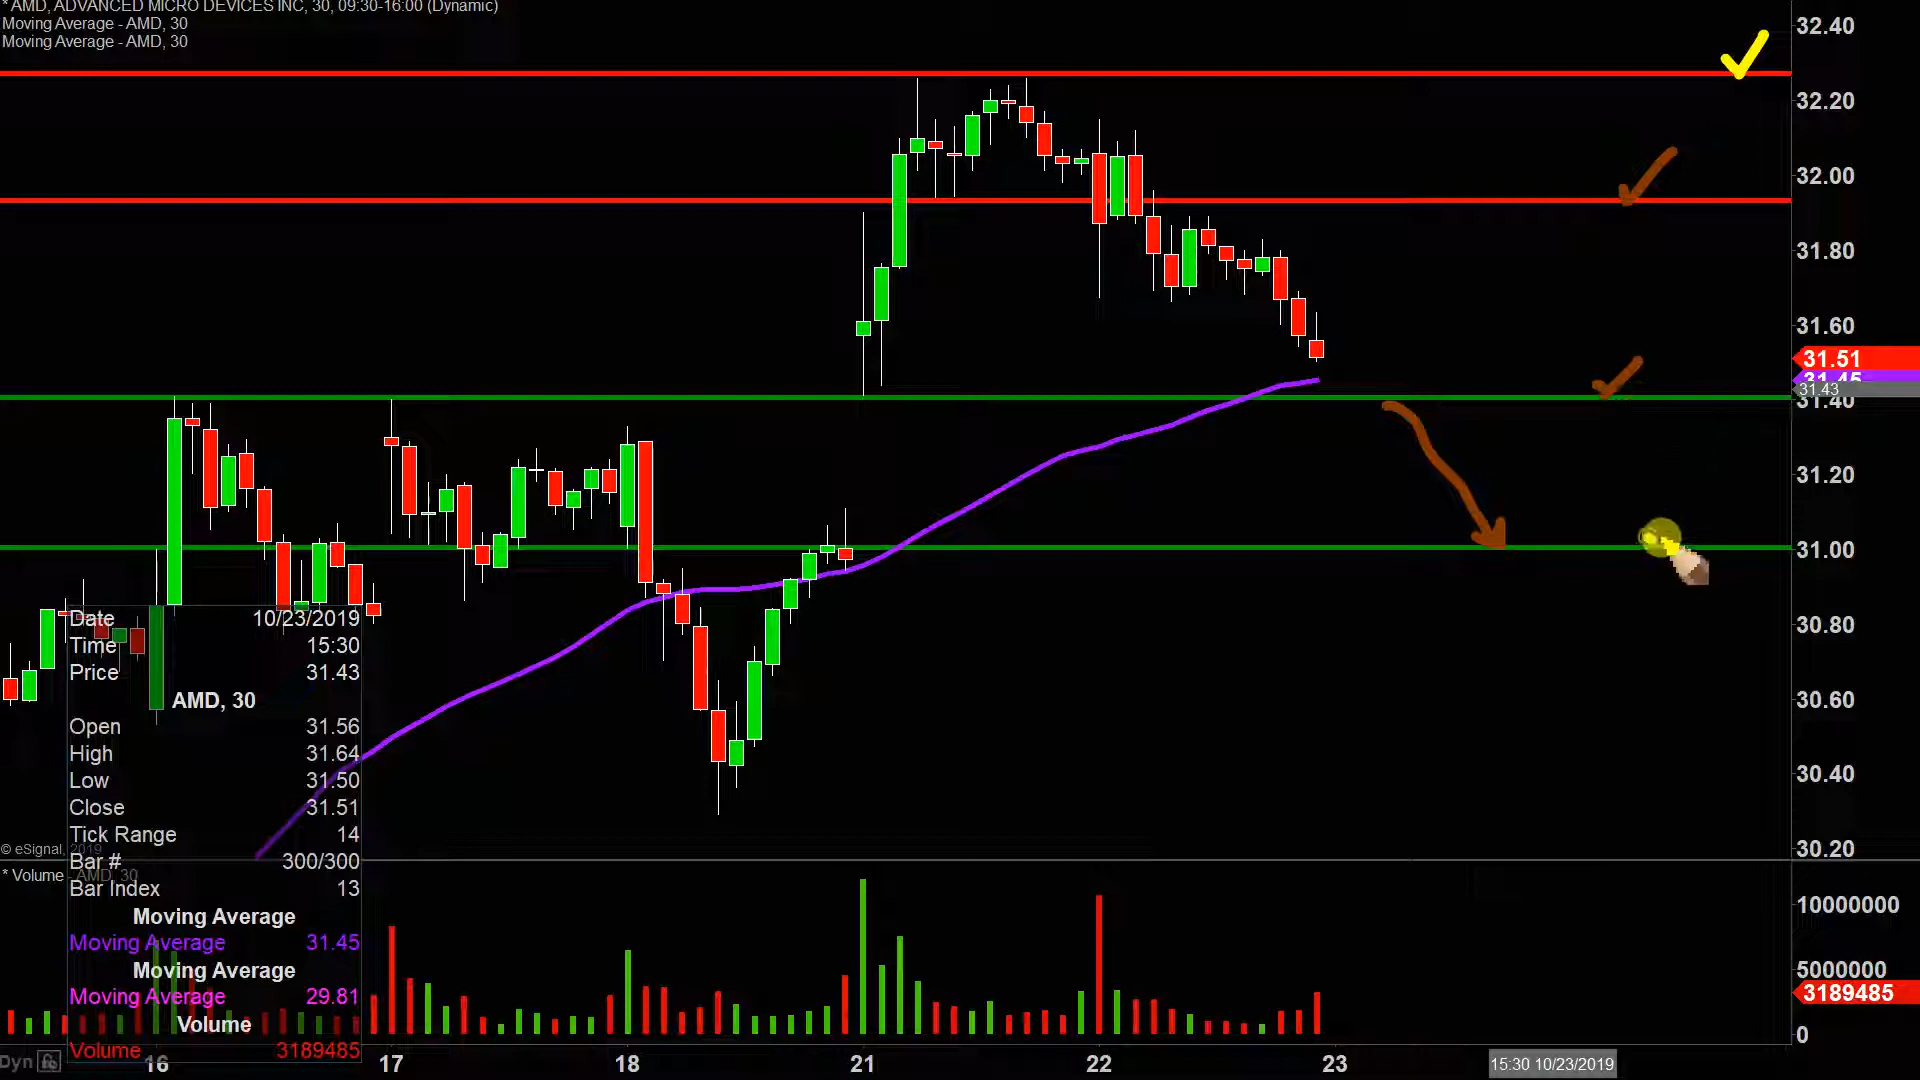 * AMD, ADVANCED MICRO DEVICES INC, 30, 09:30-16:00 (Dynamic)
Moving Average - AMD, 30
Moving Average - AMD, 30
32.40
32.20
32.00
31.80
31.60
31.51
31.45
31.43
31.40
31.20
31.00
30.80
30.60
30.40
30.20
Date 10/23/2019
Time 15:30
Price 31.43
AMD, 30
Open 31.56
High 31.64
Low 31.50
Close 31.51
Tick Range 14
© eSignal, 2019
Bar # 300/300
* Volume - AMD, 30
Bar Index 13
Moving Average
Moving Average 31.45
Moving Average
Moving Average 29.81
Volume
Volume 3189485
10000000
5000000
3189485
0
Dyn
16 17 18 21 22 23
15:30 10/23/2019